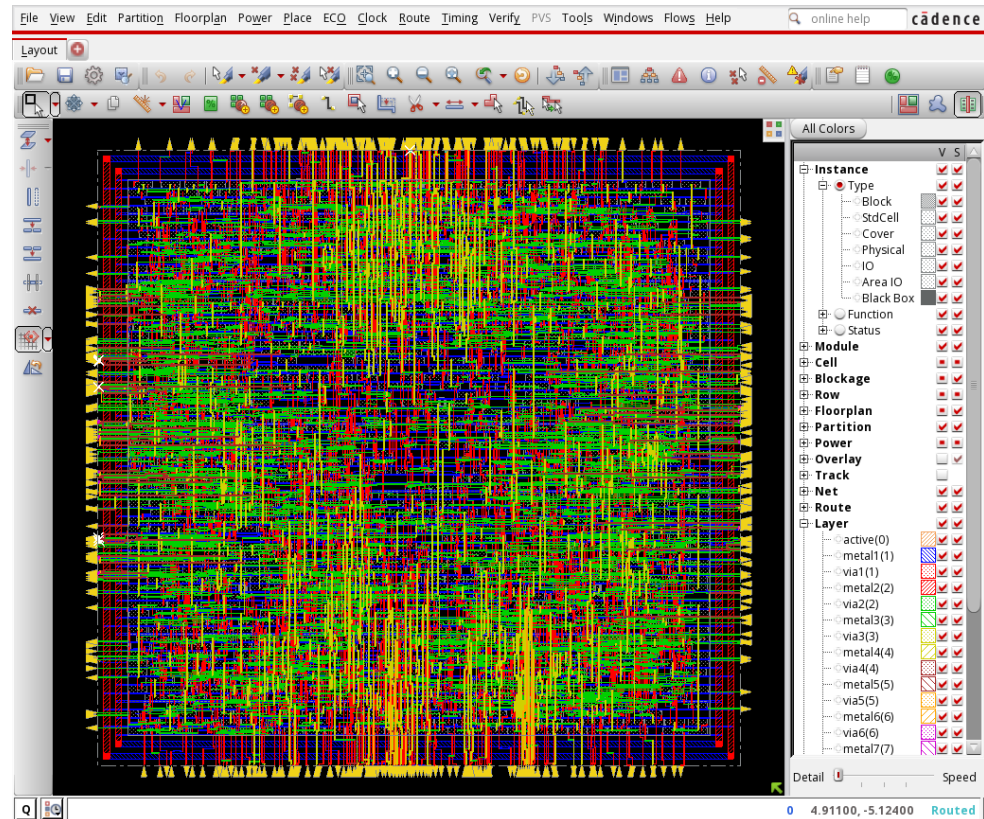 File View Edit Partition Floorplan Power Place ECO Clock Route Timing Verify PVS Tools Windows Flows Help online help cādence
Layout
All Colors
V S
Instance
Type
Block
StdCell
Cover
Physical
IO
Area IO
Black Box
Function
Status
Module
Cell
Blockage
Row
Floorplan
Partition
Power
Overlay
Track
Net
Route
Layer
active(0)
metal1(1)
via1(1)
metal2(2)
via2(2)
metal3(3)
via3(3)
metal4(4)
via4(4)
metal5(5)
via5(5)
metal6(6)
via6(6)
metal7(7)
Detail Speed
Q 0 4.91100, -5.12400 Routed